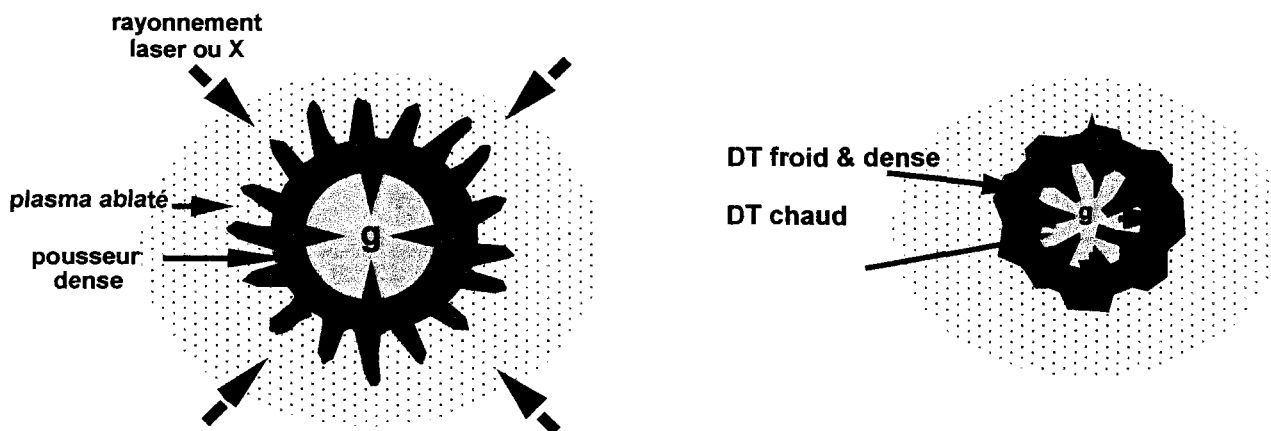 rayonnement
laser ou X
plasma ablaté
pousseur
dense
g
DT froid & dense
DT chaud
g